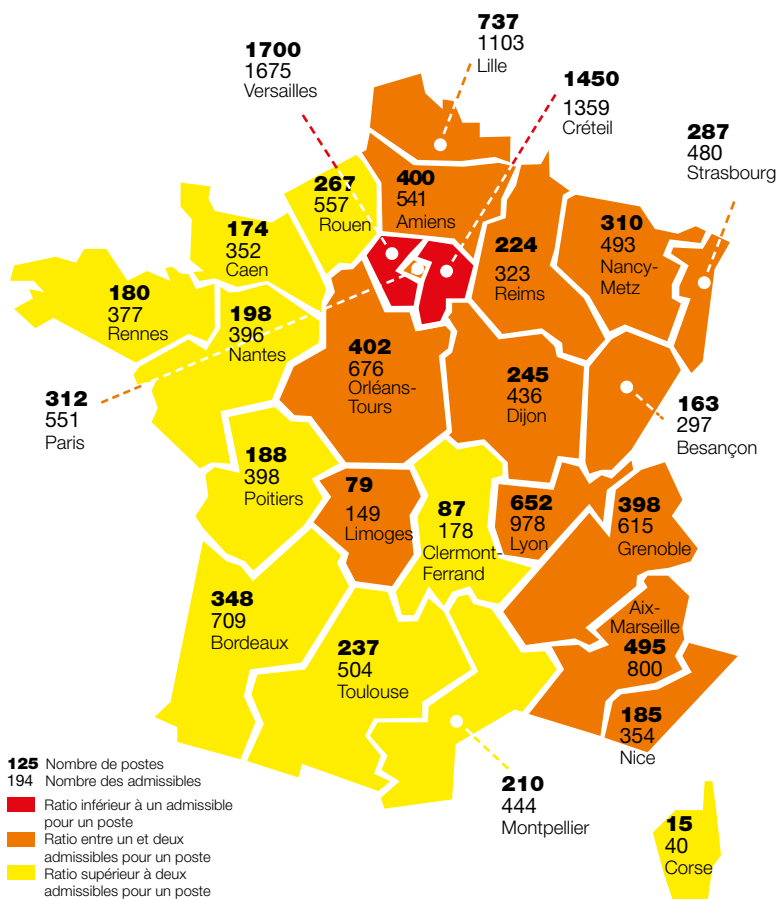 737
1103
Lille
1700
1675
Versailles
1450
1359
Créteil
287
480
Strasbourg
267
557
Rouen
400
541
Amiens
174
352
Caen
224
323
Reims
310
493
Nancy-
Metz
180
377
Rennes
198
396
Nantes
402
676
Orléans-
Tours
245
436
Dijon
312
551
Paris
163
297
Besançon
188
398
Poitiers
79
149
Limoges
87
178
Clermont-
Ferrand
652
978
Lyon
398
615
Grenoble
348
709
Bordeaux
237
504
Toulouse
Aix-
Marseille
495
800
185
354
Nice
210
444
Montpellier
15
40
Corse
125 Nombre de postes
194 Nombre des admissibles
Ratio inférieur à un admissible
pour un poste
Ratio entre un et deux
admissibles pour un poste
Ratio supérieur à deux
admissibles pour un poste